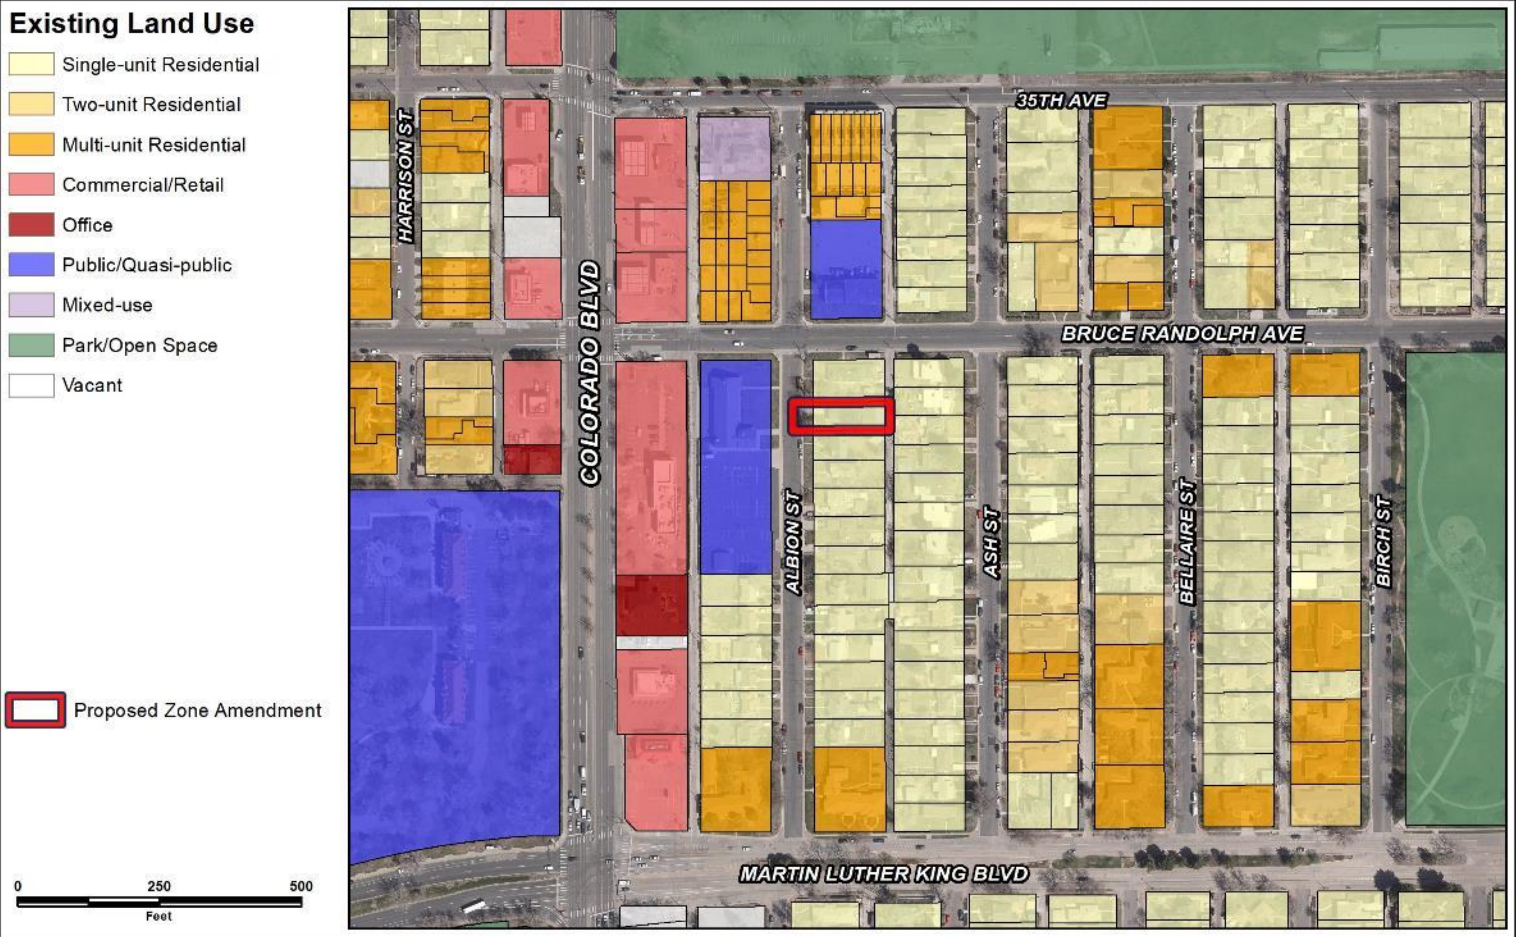 Existing Land Use
Single-unit Residential
Two-unit Residential
Multi-unit Residential
Commercial/Retail
Office
Public/Quasi-public
Mixed-use
Park/Open Space
Vacant
Proposed Zone Amendment
0 250 500
Feet
35TH AVE
HARRISON ST
COLORADO BLVD
BRUCE RANDOLPH AVE
ALBION ST
ASH ST
BELLAIRE ST
BIRCH ST
MARTIN LUTHER KING BLVD